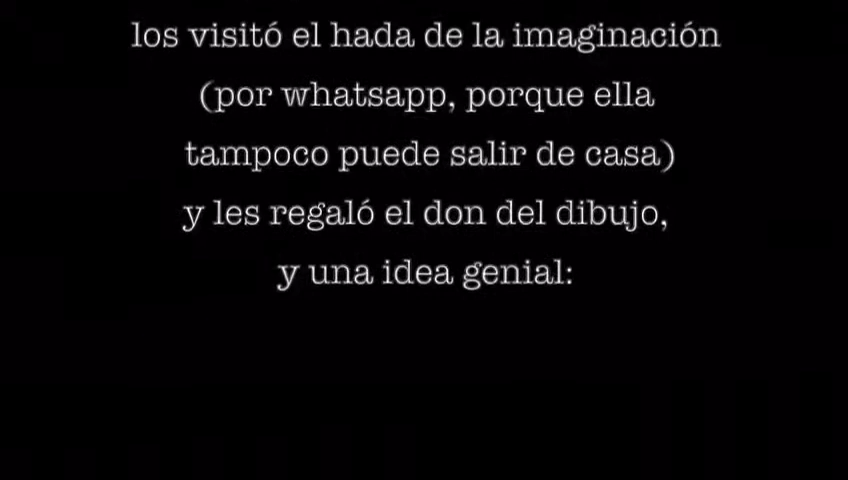 los visitó el hada de la imaginación
(por whatsapp, porque ella
tampoco puede salir de casa)
y les regaló el don del dibujo,
y una idea genial: